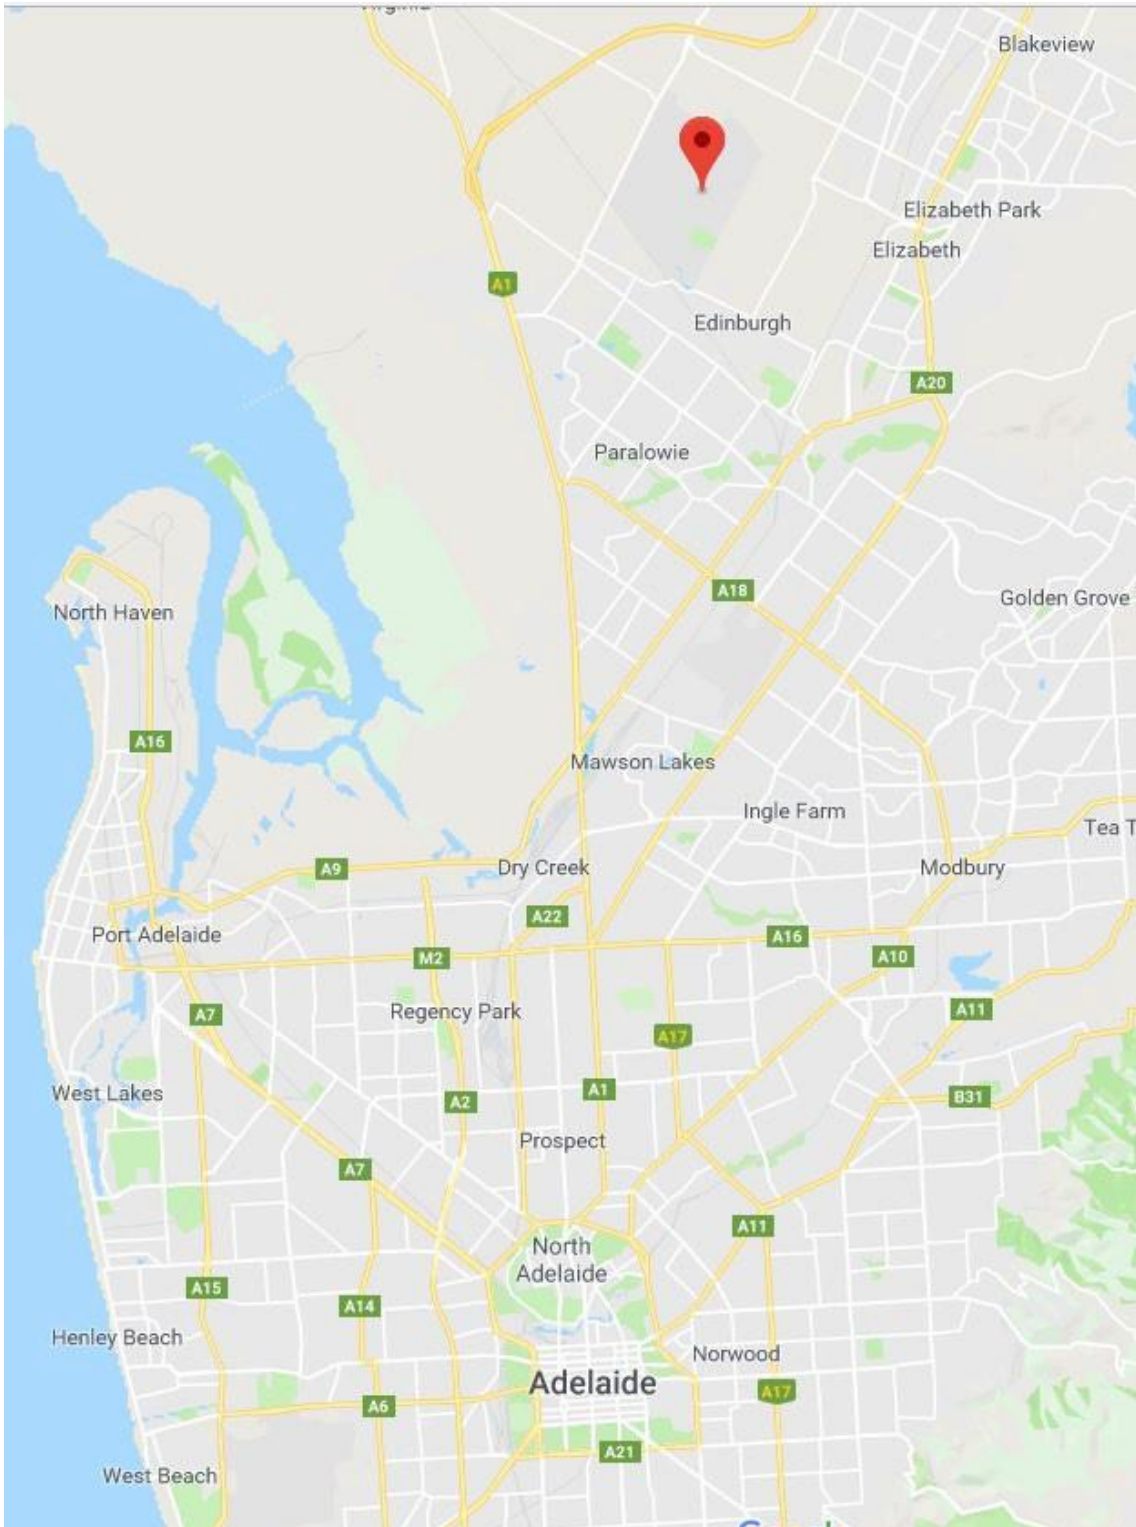 Virginia
Blakeview
Elizabeth Park
Elizabeth
A1
Edinburgh
A20
Paralowie
A18
Golden Grove
North Haven
A16
Mawson Lakes
Ingle Farm
Tea T
A9
Dry Creek
Modbury
A22
Port Adelaide
A16
M2
A10
Regency Park
A7
A11
A17
West Lakes
A1
A2
B31
Prospect
A7
A11
North
Adelaide
A15
A14
Henley Beach
Norwood
Adelaide
A17
A6
A21
West Beach